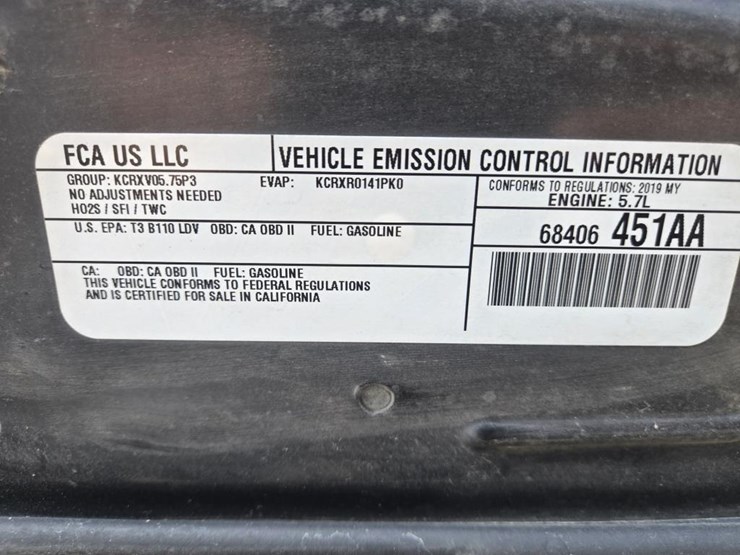 FCA US LLC
VEHICLE EMISSION CONTROL INFORMATION
GROUP: KCRXV05.75P3
EVAP: KCRXR0141PK0
NO ADJUSTMENTS NEEDED
HO2S / SFI / TWC
CONFORMS TO REGULATIONS: 2019 MY
ENGINE: 5.7L
U.S. EPA: T3 B110 LDV OBD: CA OBD II FUEL: GASOLINE
68406 451AA
CA: OBD: CA OBD II FUEL: GASOLINE
THIS VEHICLE CONFORMS TO FEDERAL REGULATIONS
AND IS CERTIFIED FOR SALE IN CALIFORNIA